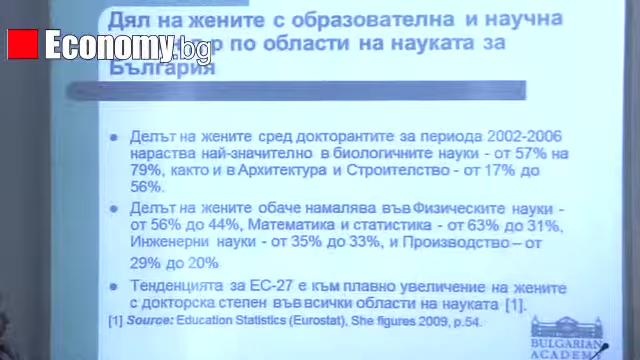 Дял на жените с образователна и научна
по области на науката за
България
Economy.bg
• Делът на жените сред докторантите за периода 2002-2006
нараства най-значително в биологичните науки - от 57% на
79%, както и в Архитектура и Строителство - от 17% до
56%.
• Делът на жените обаче намалява във Физическите науки -
от 56% до 44%, Математика и статистика - от 63% до 31%,
Инженерни науки - от 35% до 33%, и Производство – от
29% до 20%
• Тенденцията за ЕС-27 е към плавно увеличение на жените
с докторска степен във всички области на науката [1].
[1] Source: Education Statistics (Eurostat), She figures 2009, p.54.
BULGARIAN